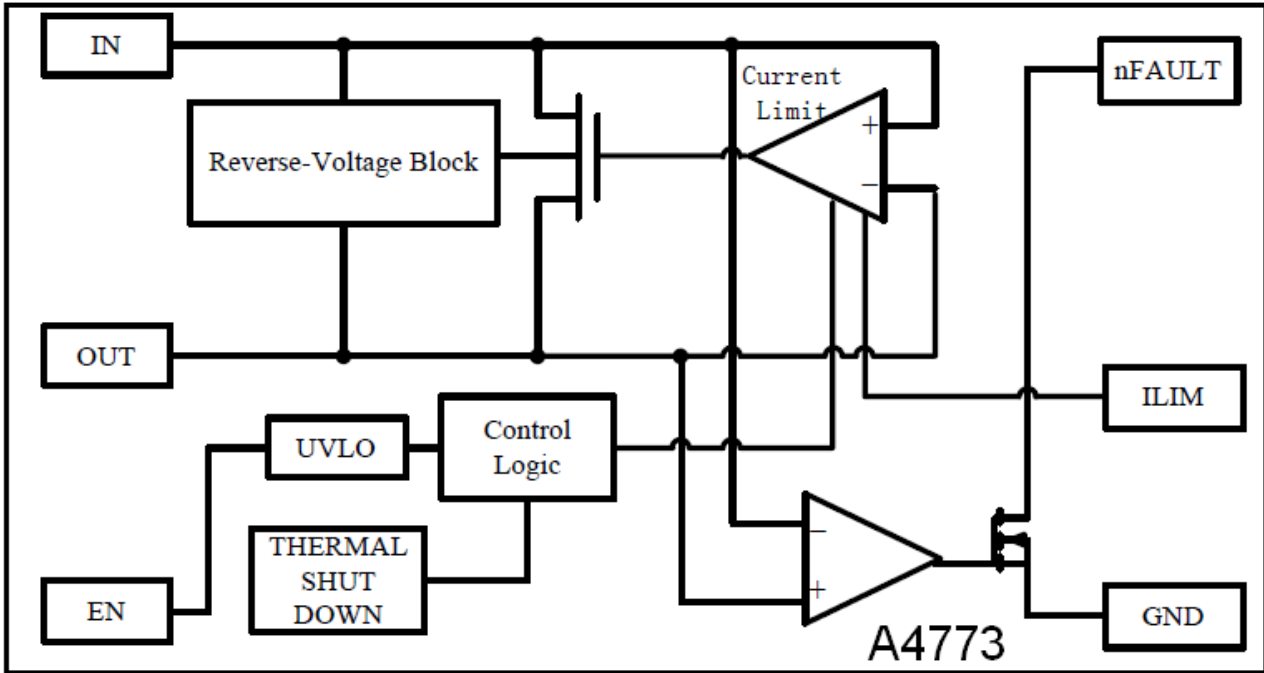 IN
nFAULT
Current
Limit
+
−
Reverse-Voltage Block
OUT
ILIM
UVLO
Control
Logic
THERMAL
SHUT
DOWN
−
+
EN
GND
A4773